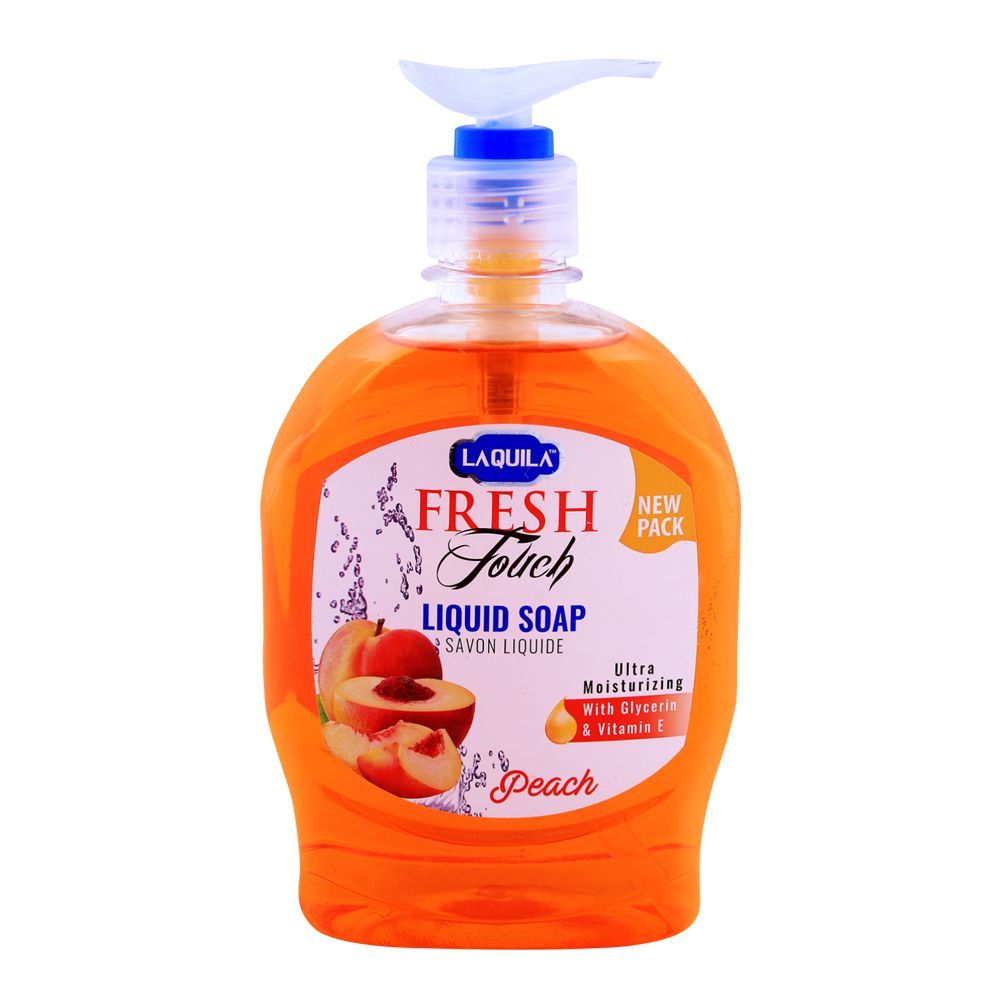 LAQUILA™
FRESH
Touch
NEW
PACK
LIQUID SOAP
SAVON LIQUIDE
Ultra
Moisturizing
With Glycerin
& Vitamin E
Peach